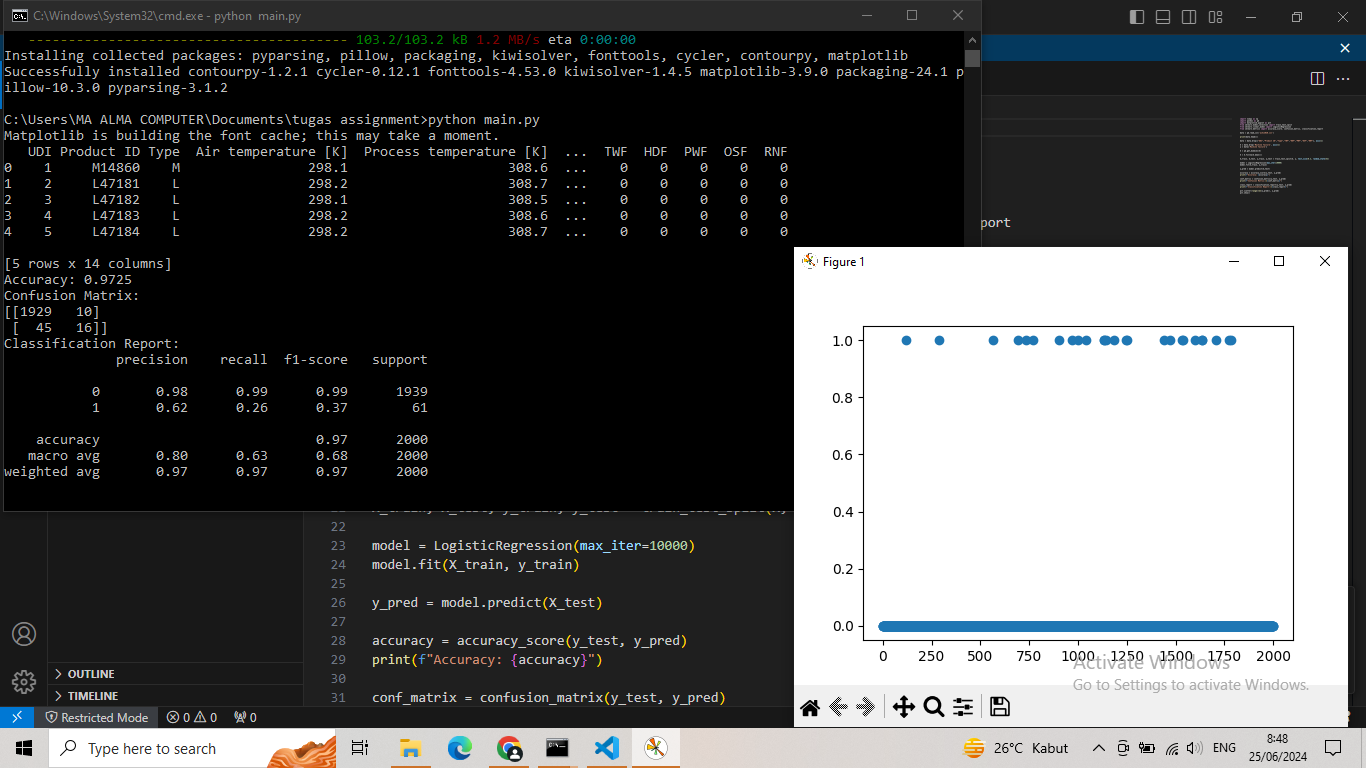 C:\Windows\System32\cmd.exe - python main.py
---------------------------------------- 103.2/103.2 kB 1.2 MB/s eta 0:00:00
Installing collected packages: pyparsing, pillow, packaging, kiwisolver, fonttools, cycler, contourpy, matplotlib
Successfully installed contourpy-1.2.1 cycler-0.12.1 fonttools-4.53.0 kiwisolver-1.4.5 matplotlib-3.9.0 packaging-24.1 p
illow-10.3.0 pyparsing-3.1.2
C:\Users\MA ALMA COMPUTER\Documents\tugas assignment>python main.py
Matplotlib is building the font cache; this may take a moment.
UDI Product ID Type Air temperature [K] Process temperature [K] ... TWF HDF PWF OSF RNF
0 1 M14860 M 298.1 308.6 ... 0 0 0 0 0
1 2 L47181 L 298.2 308.7 ... 0 0 0 0 0
2 3 L47182 L 298.1 308.5 ... 0 0 0 0 0
3 4 L47183 L 298.2 308.6 ... 0 0 0 0 0
4 5 L47184 L 298.2 308.7 ... 0 0 0 0 0
[5 rows x 14 columns]
Accuracy: 0.9725
Confusion Matrix:
[[1929 10]
[ 45 16]]
Classification Report:
precision recall f1-score support
0 0.98 0.99 0.99 1939
1 0.62 0.26 0.37 61
accuracy 0.97 2000
macro avg 0.80 0.63 0.68 2000
weighted avg 0.97 0.97 0.97 2000
port
Figure 1
1.0
0.8
0.6
0.4
0.2
0.0
0 250 500 750 1000 1250 1500 1750 2000
22
23 model = LogisticRegression(max_iter=10000)
24 model.fit(X_train, y_train)
25
26 y_pred = model.predict(X_test)
27
28 accuracy = accuracy_score(y_test, y_pred)
29 print(f"Accuracy: {accuracy}")
30
31 conf_matrix = confusion_matrix(y_test, y_pred)
OUTLINE
TIMELINE
Activate Windows
Go to Settings to activate Windows.
Restricted Mode 0 0 0
Type here to search
26°C Kabut
ENG
8:48
25/06/2024